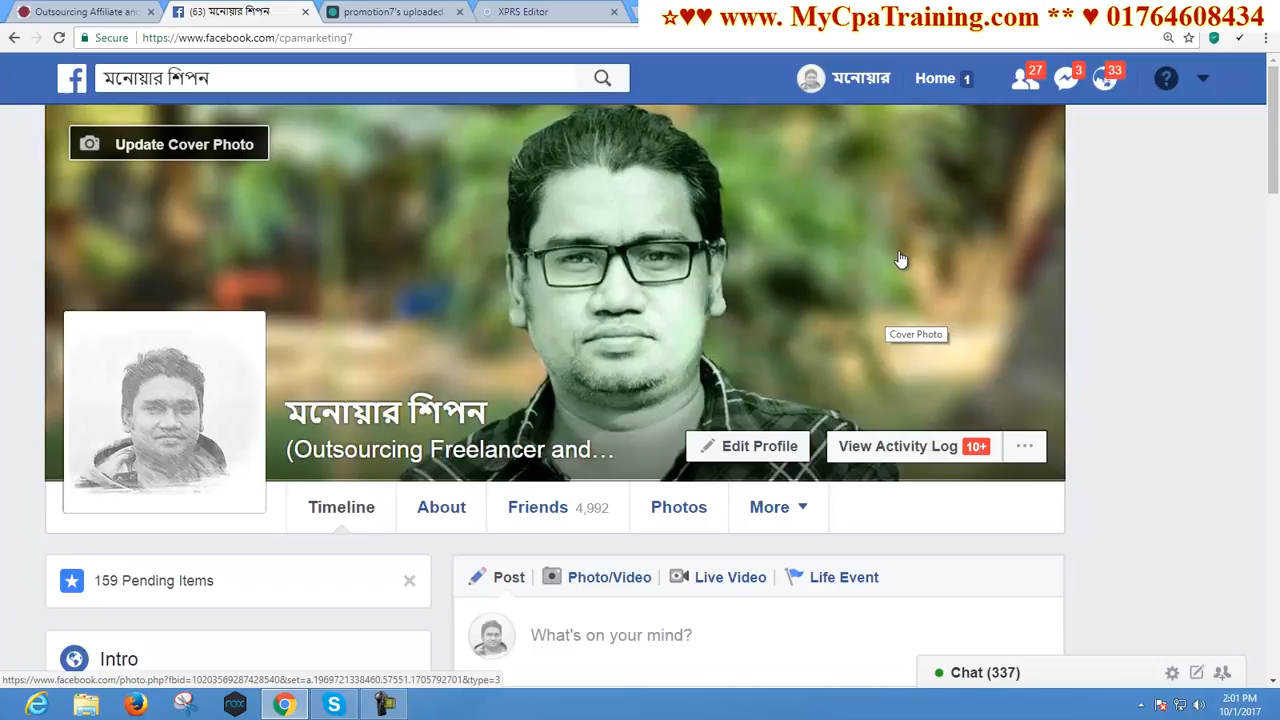 ☆♥♥ www. MyCpaTraining.com ** ♥ 01764608434
Outsourcing Affiliate and
(63) মনোয়ার শিপন
promotion7's uploaded
XPRS Editor
Secure https://www.facebook.com/cpamarketing7
মনোয়ার শিপন
মনোয়ার
Home 1
27
3
33
Update Cover Photo
Cover Photo
মনোয়ার শিপন
(Outsourcing Freelancer and...
Edit Profile
View Activity Log 10+
Timeline
About
Friends 4,992
Photos
More
159 Pending Items
Post
Photo/Video
Live Video
Life Event
What's on your mind?
Intro
Chat (337)
https://www.facebook.com/photo.php?fbid=10203569287428540&set=a.1969721338460.57551.1705792701&type=3
nox
2:01 PM
10/1/2017